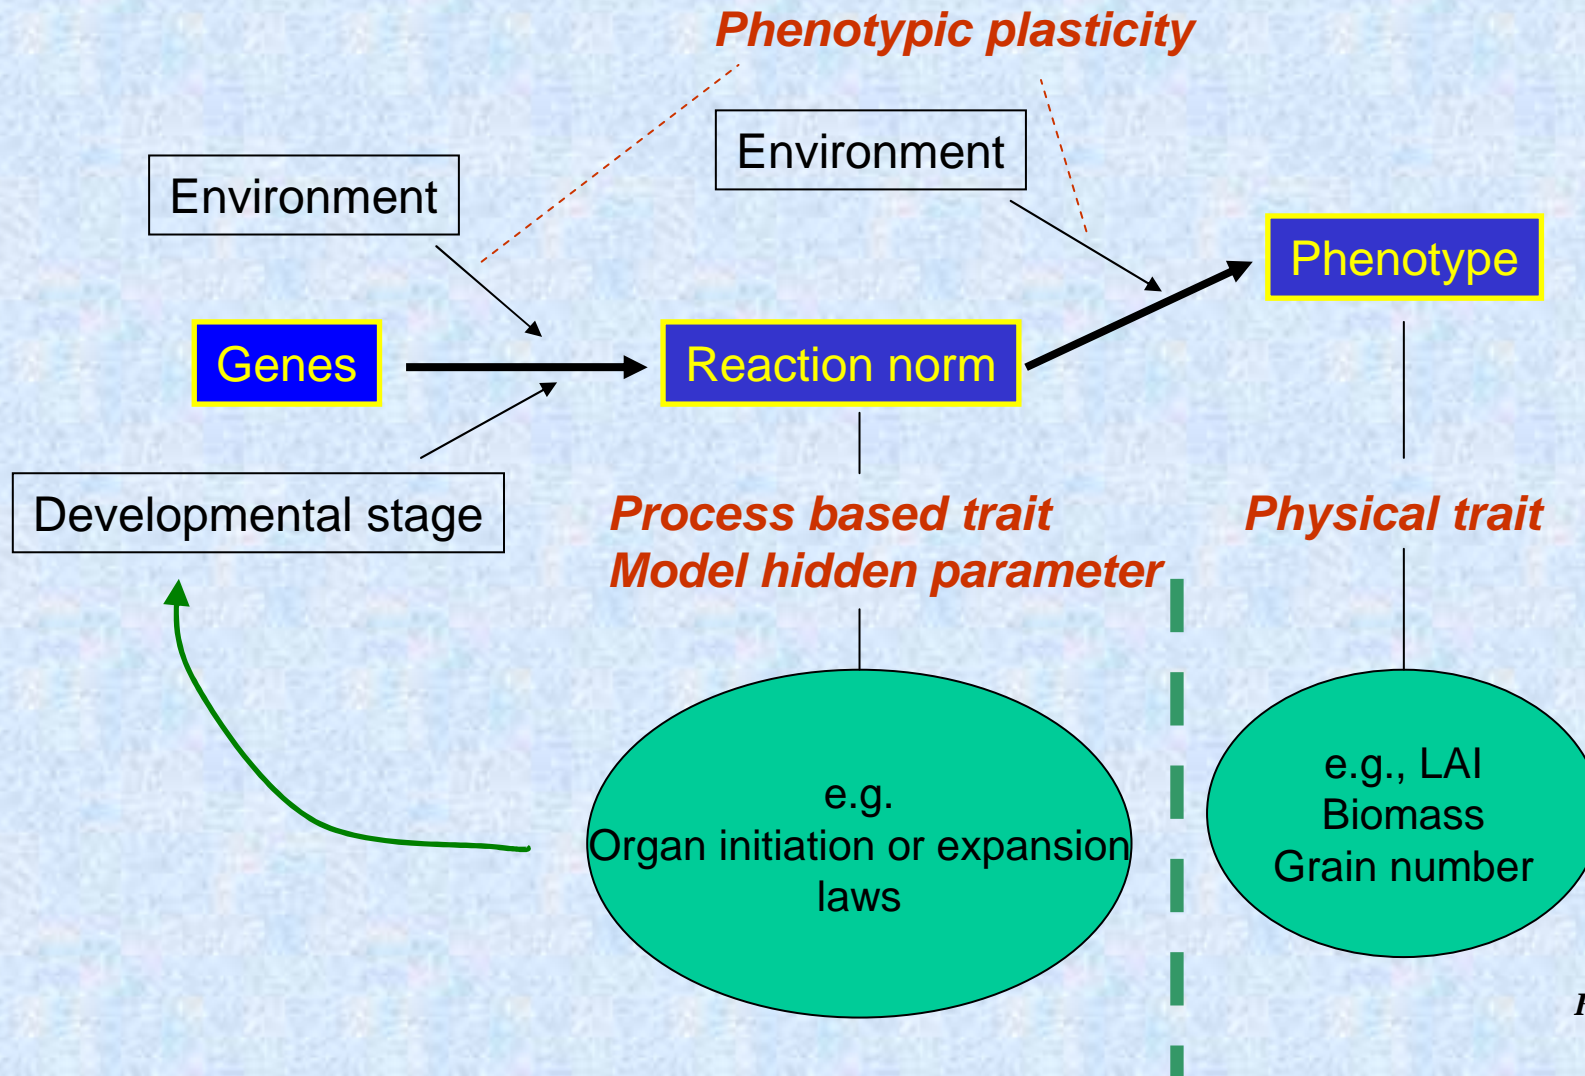 Phenotypic plasticity
Environment
Environment
Phenotype
Genes
Reaction norm
Developmental stage
Process based trait
Model hidden parameter
Physical trait
e.g.
Organ initiation or expansion
laws
e.g., LAI
Biomass
Grain number